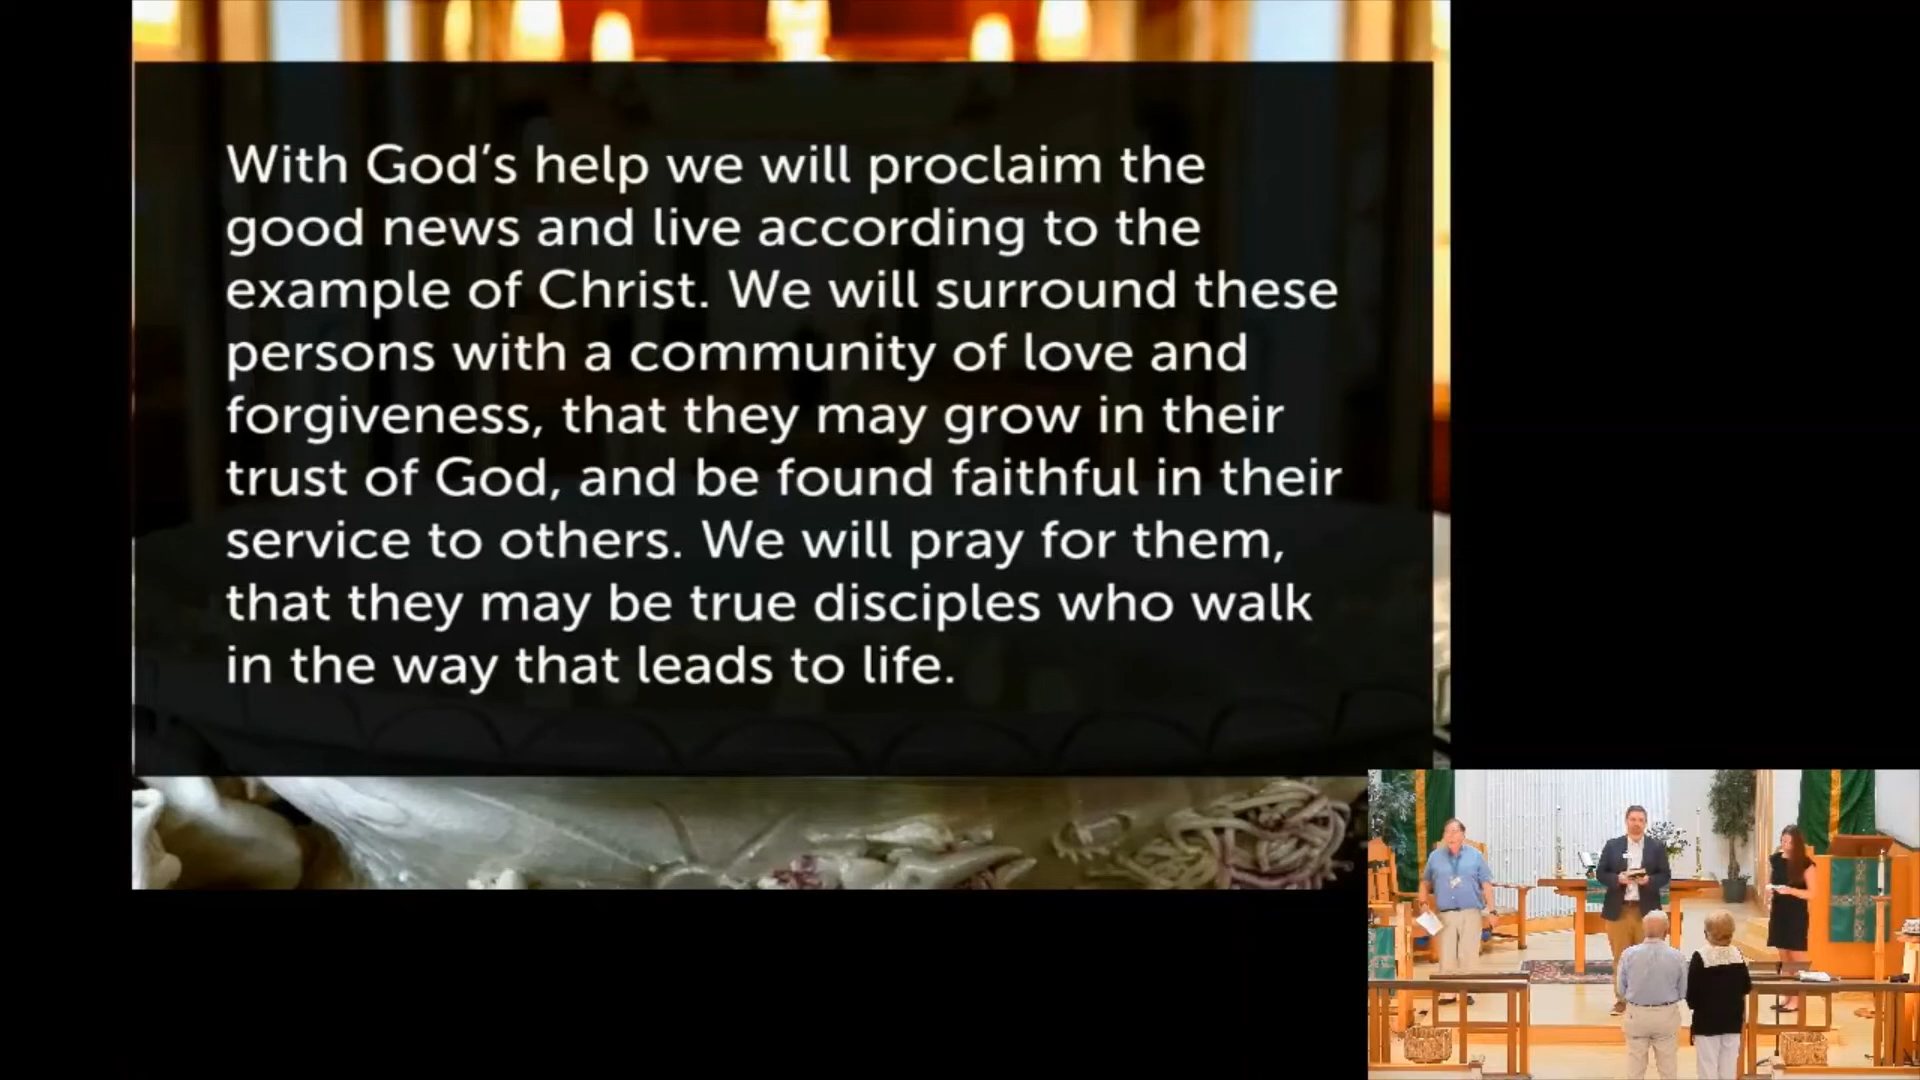 With God’s help we will proclaim the
good news and live according to the
example of Christ. We will surround these
persons with a community of love and
forgiveness, that they may grow in their
trust of God, and be found faithful in their
service to others. We will pray for them,
that they may be true disciples who walk
in the way that leads to life.